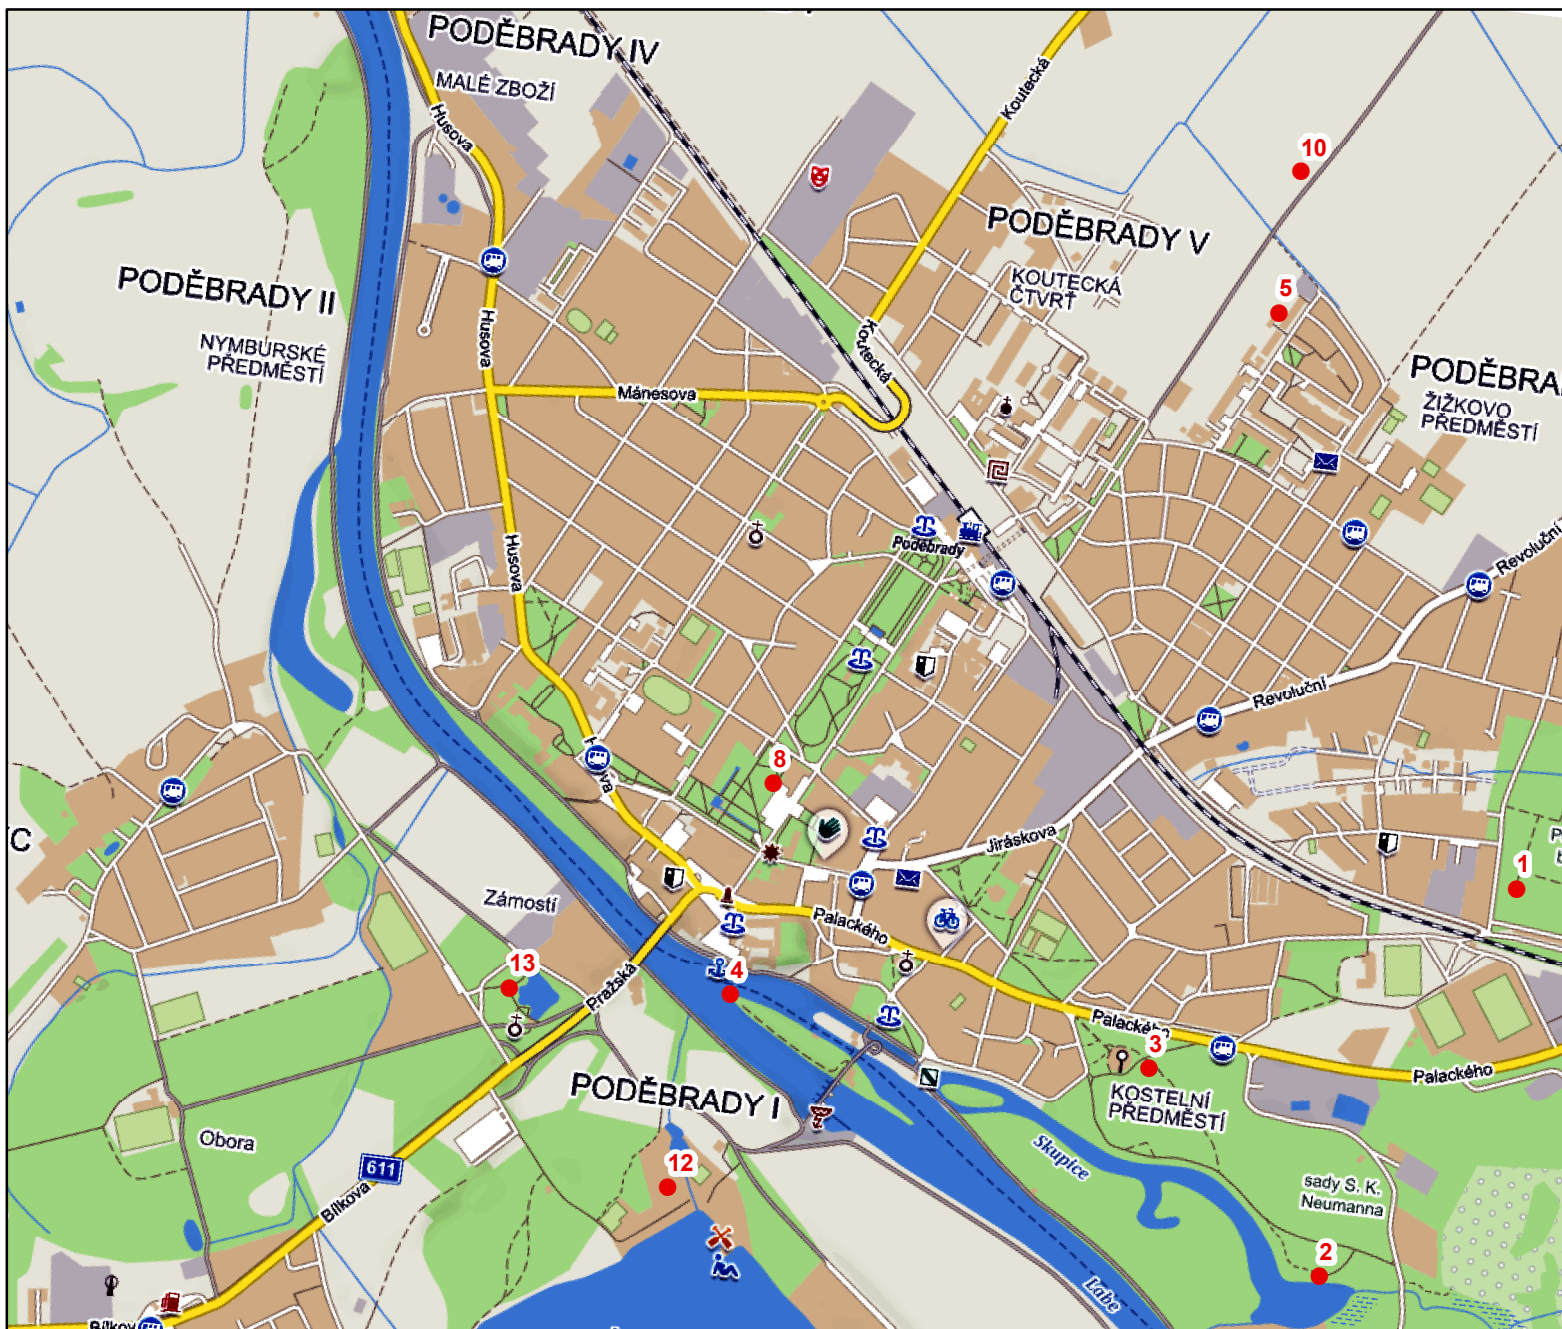 PODĚBRADY IV
MALÉ ZBOŽÍ
Husova
Koutecká
10
PODĚBRADY V
KOUTECKÁ
ČTVRŤ
PODĚBRADY II
NYMBURSKÉ
PŘEDMĚSTÍ
Husova
Koutecká
5
Mánesova
PODĚBRA
ŽIŽKOVO
PŘEDMĚSTÍ
Husova
Poděbrady
Revoluční
Revoluční
8
Jiráskova
C
1
Zámostí
Palackého
13
Pražská
4
Palackého
3
Palackého
PODĚBRADY I
KOSTELNÍ
PŘEDMĚSTÍ
Obora
611
Skupice
12
sady S. K.
Neumanna
Bílkova
2
Labe